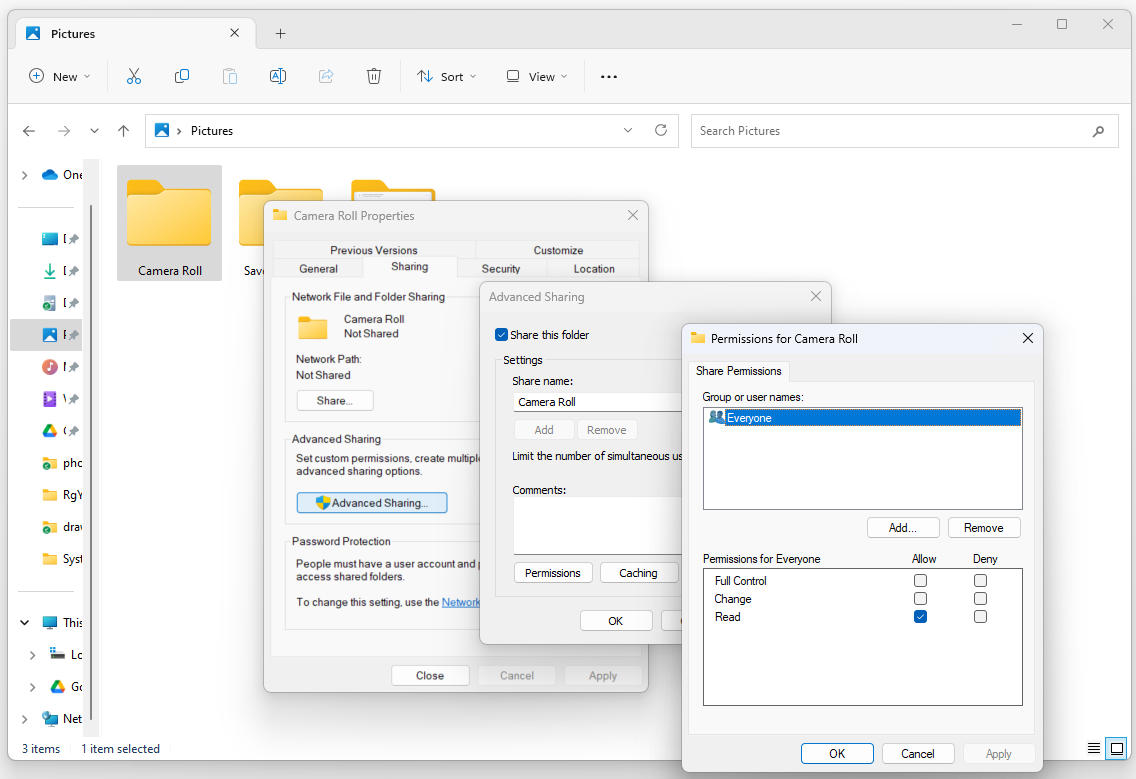 Pictures
New
Sort
View
Pictures
Search Pictures
One
Camera Roll
Save
pho
RgY
drav
Syst
This
Lo
Go
Net
3 items
1 item selected
Camera Roll Properties
Previous Versions
Customize
General
Sharing
Security
Location
Network File and Folder Sharing
Camera Roll
Not Shared
Network Path:
Not Shared
Share...
Advanced Sharing
Set custom permissions, create multiple
advanced sharing options.
Advanced Sharing...
Password Protection
People must have a user account and p
access shared folders.
To change this setting, use the Network
Close
Cancel
Apply
Advanced Sharing
Share this folder
Settings
Share name:
Camera Roll
Add
Remove
Limit the number of simultaneous us
Comments:
Permissions
Caching
OK
Permissions for Camera Roll
Share Permissions
Group or user names:
Everyone
Add...
Remove
Permissions for Everyone
Allow
Deny
Full Control
Change
Read
OK
Cancel
Apply